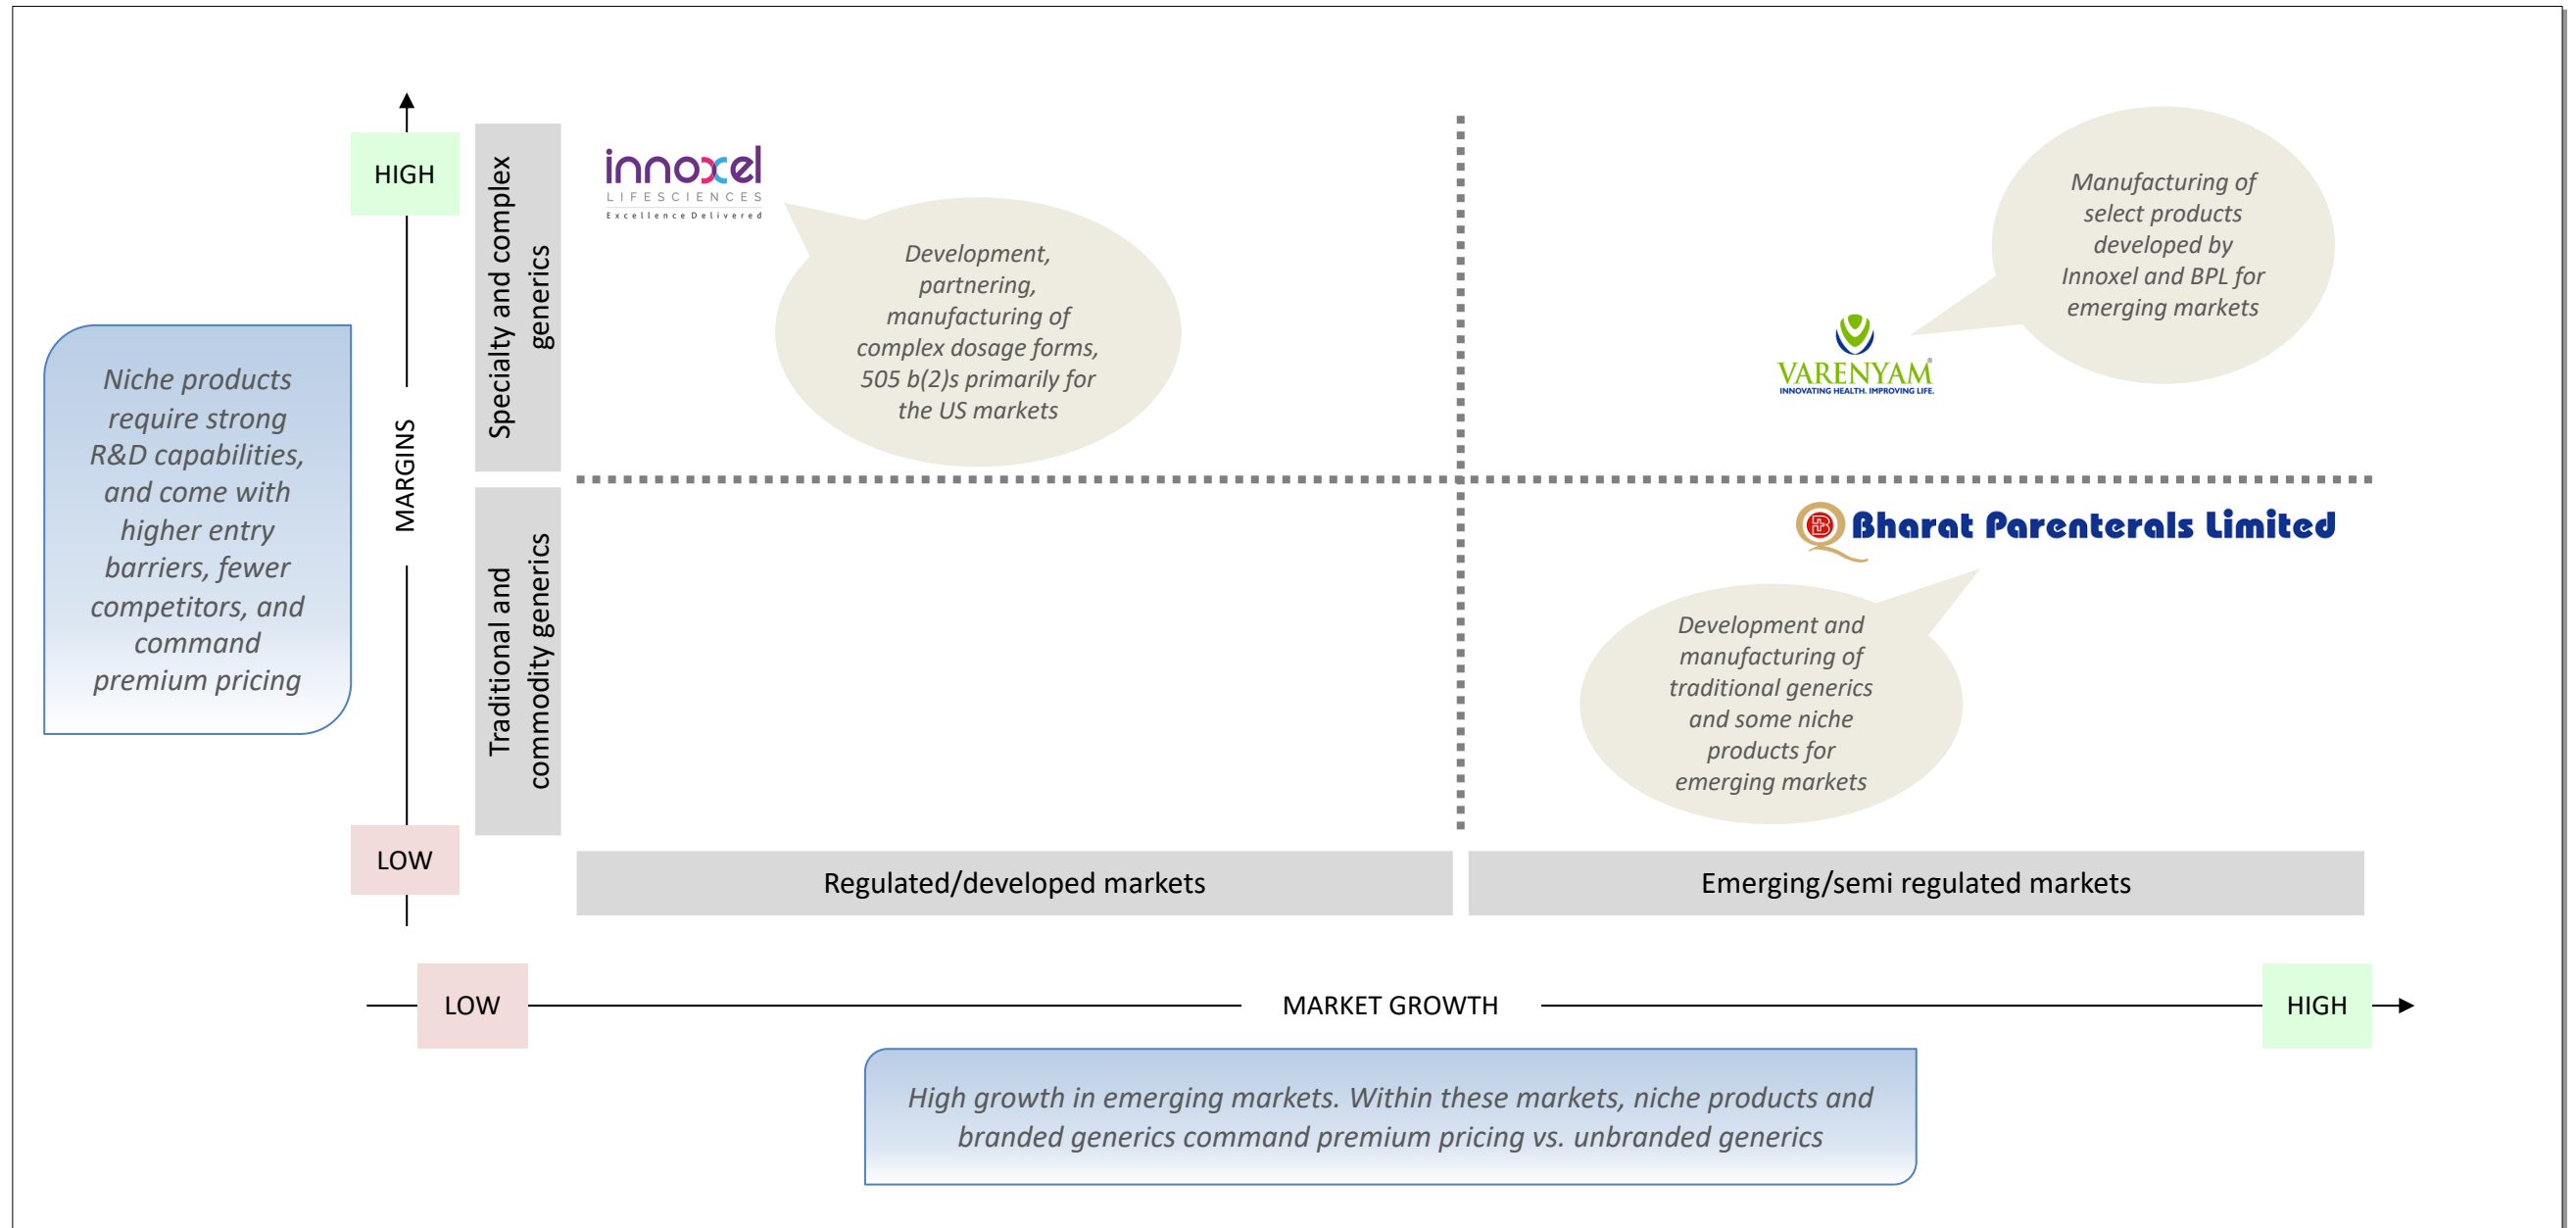 HIGH
MARGINS
LOW
Niche products
require strong
R&D capabilities,
and come with
higher entry
barriers, fewer
competitors, and
command
premium pricing
Specialty and complex
generics
Traditional and
commodity generics
innoxel
LIFESCIENCES
Excellence Delivered
Development,
partnering,
manufacturing of
complex dosage forms,
505 b(2)s primarily for
the US markets
Manufacturing of
select products
developed by
Innoxel and BPL for
emerging markets
VARENYAM®
INNOVATING HEALTH. IMPROVING LIFE.
B Bharat Parenterals Limited
Development and
manufacturing of
traditional generics
and some niche
products for
emerging markets
Regulated/developed markets
Emerging/semi regulated markets
LOW
MARKET GROWTH
HIGH
High growth in emerging markets. Within these markets, niche products and
branded generics command premium pricing vs. unbranded generics